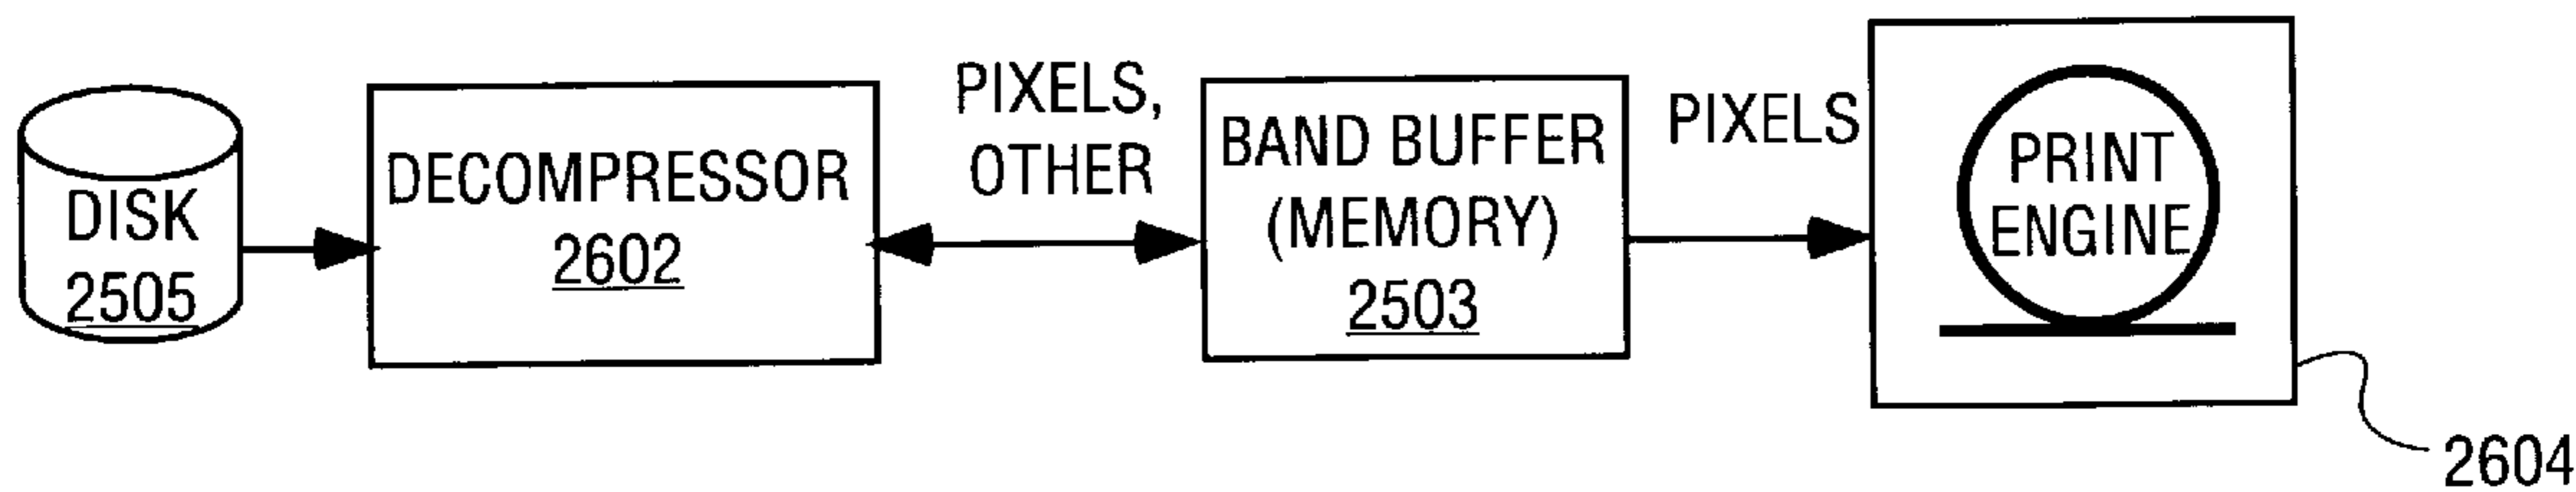 DISK
2505
DECOMPRESSOR
2602
PIXELS,
OTHER
BAND BUFFER
(MEMORY)
2503
PIXELS
PRINT
ENGINE
2604